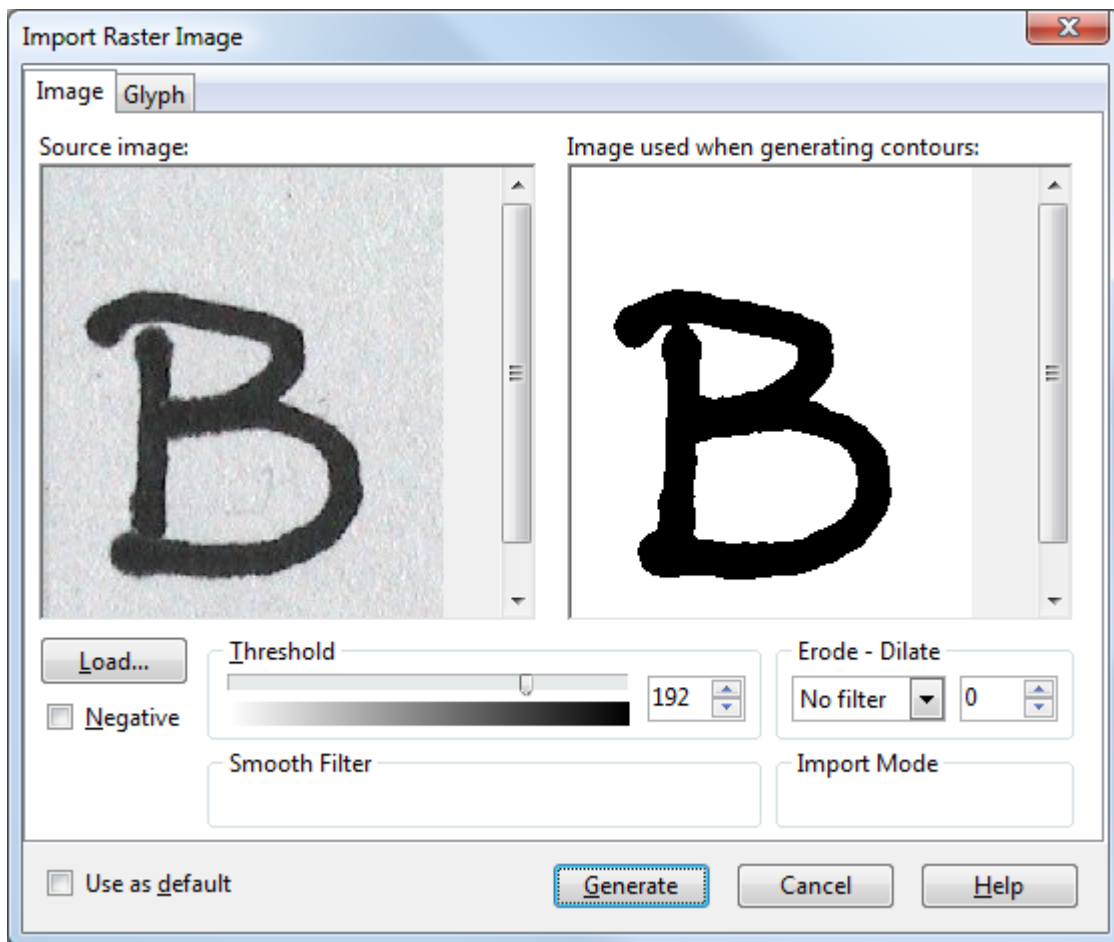 Import Raster Image
Image Glyph
Source image: Image used when generating contours:
B B
Load... Threshold Erode - Dilate
192 No filter 0
Negative
Smooth Filter Import Mode
Use as default Generate Cancel Help